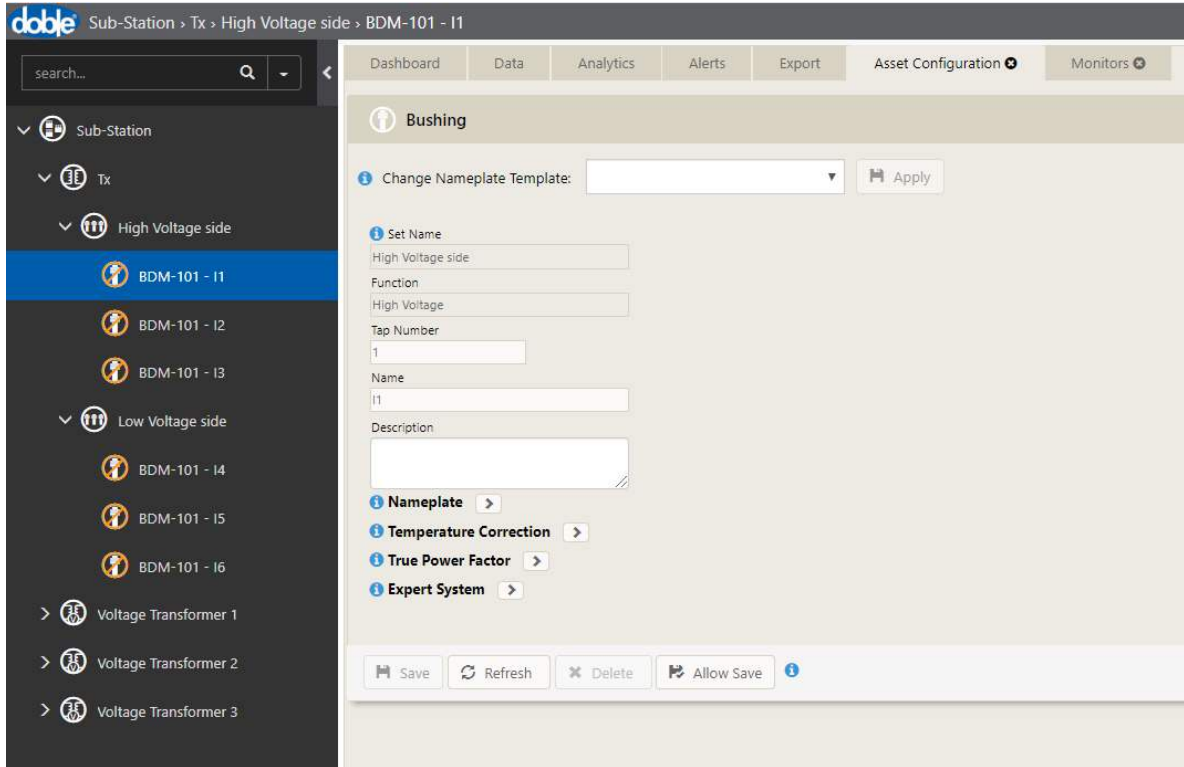 doble Sub-Station › Tx › High Voltage side › BDM-101 - I1
search...
Sub-Station
Tx
High Voltage side
BDM-101 - I1
BDM-101 - I2
BDM-101 - I3
Low Voltage side
BDM-101 - I4
BDM-101 - I5
BDM-101 - I6
Voltage Transformer 1
Voltage Transformer 2
Voltage Transformer 3
Dashboard Data Analytics Alerts Export Asset Configuration Monitors
Bushing
Change Nameplate Template: Apply
Set Name
High Voltage side
Function
High Voltage
Tap Number
1
Name
I1
Description
Nameplate
Temperature Correction
True Power Factor
Expert System
Save Refresh Delete Allow Save